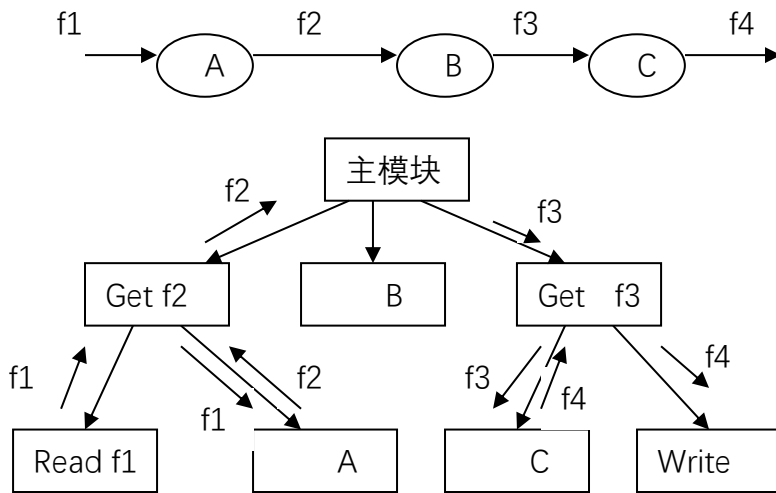 f1 f2 f3 f4
A B C
主模块
f2 f3
Get f2 B Get f3
f1 f2 f3 f4
f1 f4
Read f1 A C Write